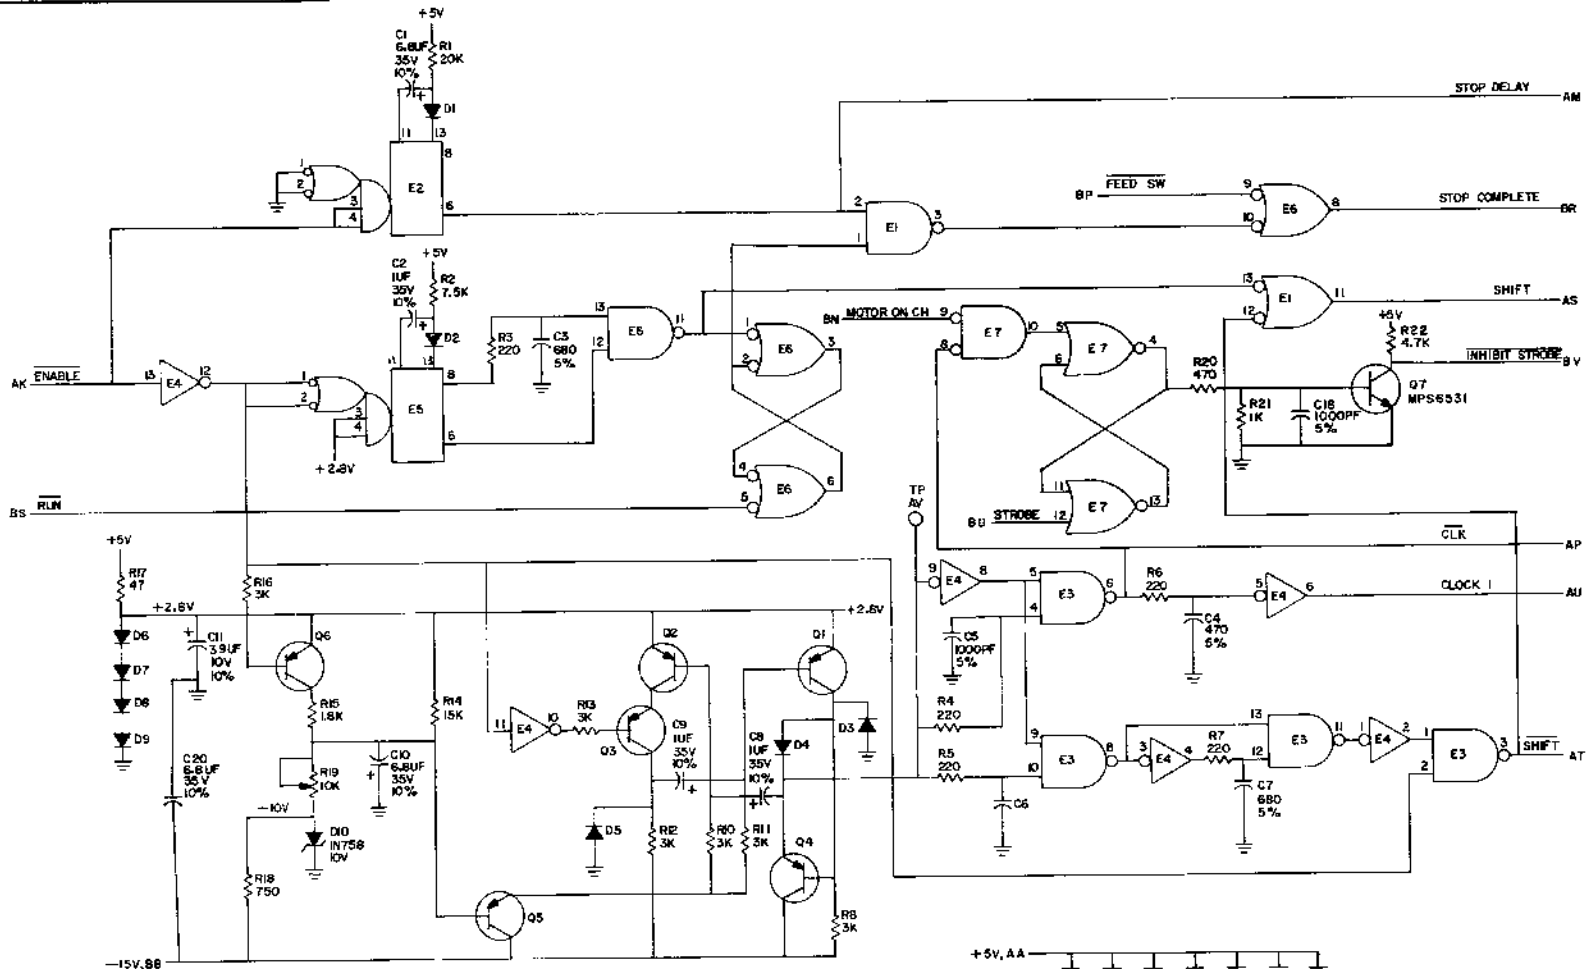 +5V
C1
6.8UF
35V
10%
R1
20K
D1
11
13
8
1
2
3
4
E2
6
STOP DELAY
AM
2
1
E1
3
BP
FEED SW
9
10
E6
8
STOP COMPLETE
BR
+5V
C2
1UF
35V
10%
R2
7.5K
D2
11
13
8
R3
220
C3
680
5%
13
12
E6
11
13
12
E1
11
SHIFT
AS
BN
MOTOR ON CH
9
8
E7
10
5
6
E7
4
+5V
R22
4.7K
INHIBIT STROBE
BV
AK
ENABLE
13
E4
12
1
2
3
4
E5
6
+2.8V
1
2
E6
3
R20
470
R21
1K
C18
1000PF
5%
Q7
MPS6531
4
5
E6
6
BS
RUN
TP
AV
11
12
E7
13
BU
STROBE
CLK
AP
+5V
R17
47
R16
3K
+2.8V
+2.8V
9
E4
8
5
4
E3
6
R6
220
5
E4
6
CLOCK 1
AU
C4
470
5%
C5
1000PF
5%
D6
D7
D8
D9
C11
39UF
10V
10%
Q6
R15
1.8K
R14
15K
Q2
Q1
11
E4
10
R13
3K
Q3
C9
1UF
35V
10%
C8
1UF
35V
10%
D4
D3
R4
220
R5
220
C6
9
10
E3
8
3
E4
4
R7
220
C7
680
5%
13
12
E3
11
1
E4
2
1
2
E3
3
SHIFT
AT
C20
6.8UF
35V
10%
R19
10K
C10
6.8UF
35V
10%
-10V
D10
IN758
10V
R18
750
D5
R12
3K
R10
3K
R11
3K
Q4
Q5
R8
3K
-15V, BB
+5V, AA